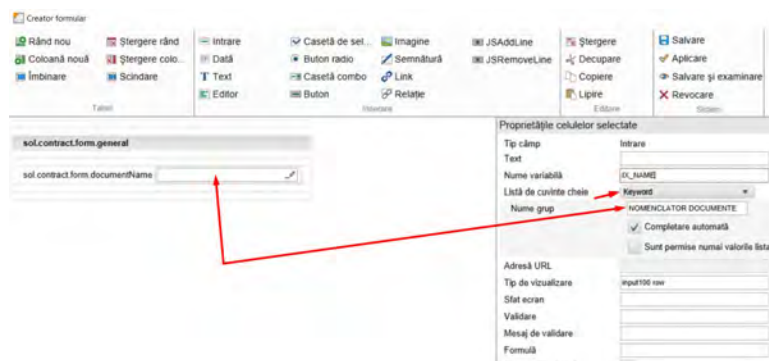 Creator formular
Rând nou
Ștergere rând
Intrare
Casetă de sel...
Imagine
JSAddLine
Ștergere
Salvare
Coloană nouă
Ștergere colo...
Dată
Buton radio
Semnătură
JSRemoveLine
Decupare
Aplicare
Îmbinare
Scindare
Text
Casetă combo
Link
Copiere
Salvare și examinare
Editor
Buton
Relație
Lipire
Revocare
Tabel
Editare
Sistem
Proprietățile celulelor selectate
sol.contract.form.general
Tip câmp
Intrare
Text
sol.contract.form.documentName
Nume variabilă
IX_NAME
Listă de cuvinte cheie
Keyword
Nume grup
NOMENCLATOR DOCUMENTE
Completare automată
Sunt permise numai valorile lista
Adresă URL
Tip de vizualizare
input100 row
Sfat ecran
Validare
Mesaj de validare
Formulă